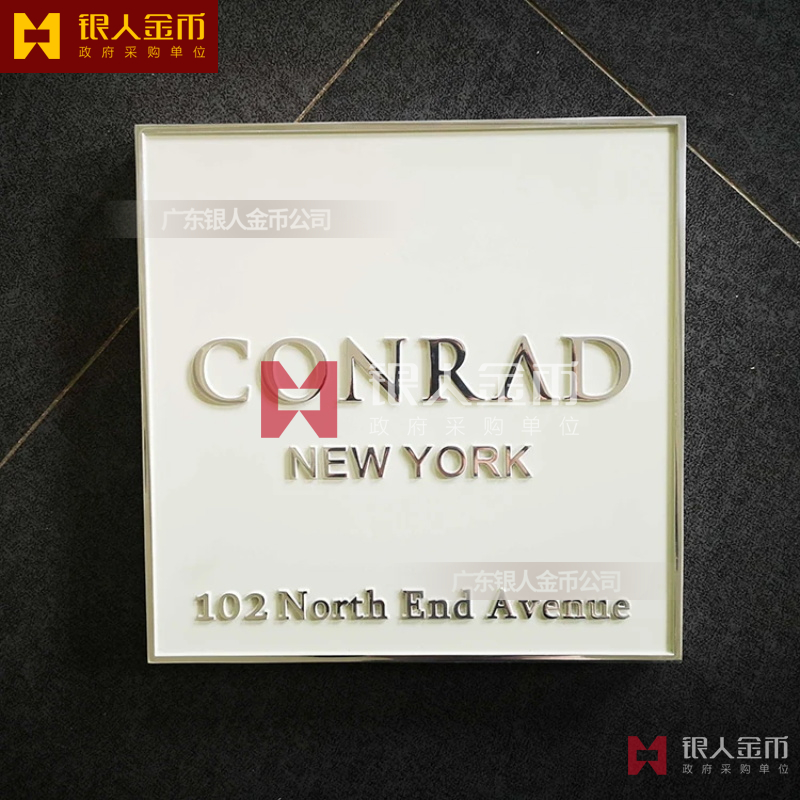 银人金币
政府采购单位
广东银人金币公司
CONRAD
银人金币
政府采购单位
NEW YORK
广东银人金币公司
102 North End Avenue
银人金币
政府采购单位